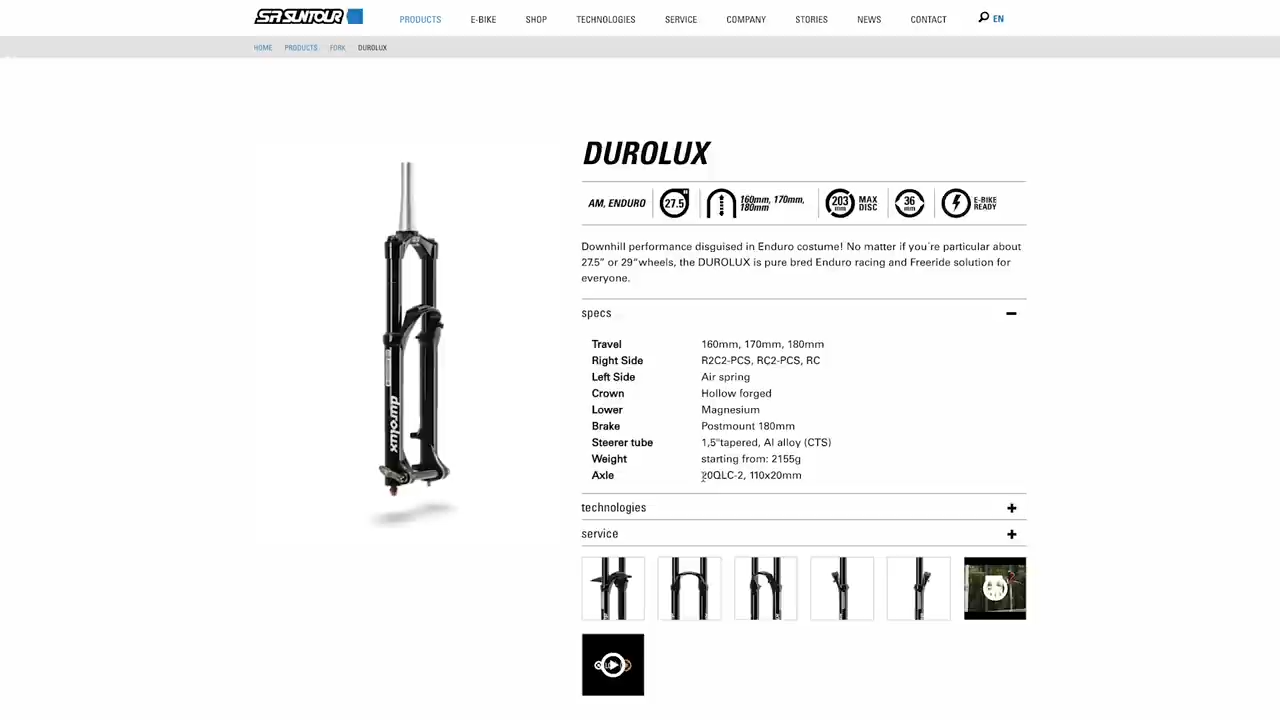 SR SUNTOUR
PRODUCTS E-BIKE SHOP TECHNOLOGIES SERVICE COMPANY STORIES NEWS CONTACT EN
HOME PRODUCTS FORK DUROLUX
DUROLUX
AM, ENDURO 27.5" 160mm, 170mm, 180mm 203 mm MAX DISC 36 mm E-BIKE READY
Downhill performance disguised in Enduro costume! No matter if you´re particular about
27.5” or 29“wheels, the DUROLUX is pure bred Enduro racing and Freeride solution for
everyone.
specs
Travel 160mm, 170mm, 180mm
Right Side R2C2-PCS, RC2-PCS, RC
Left Side Air spring
Crown Hollow forged
Lower Magnesium
Brake Postmount 180mm
Steerer tube 1,5"tapered, Al alloy (CTS)
Weight starting from: 2155g
Axle 20QLC-2, 110x20mm
technologies
service
durolux